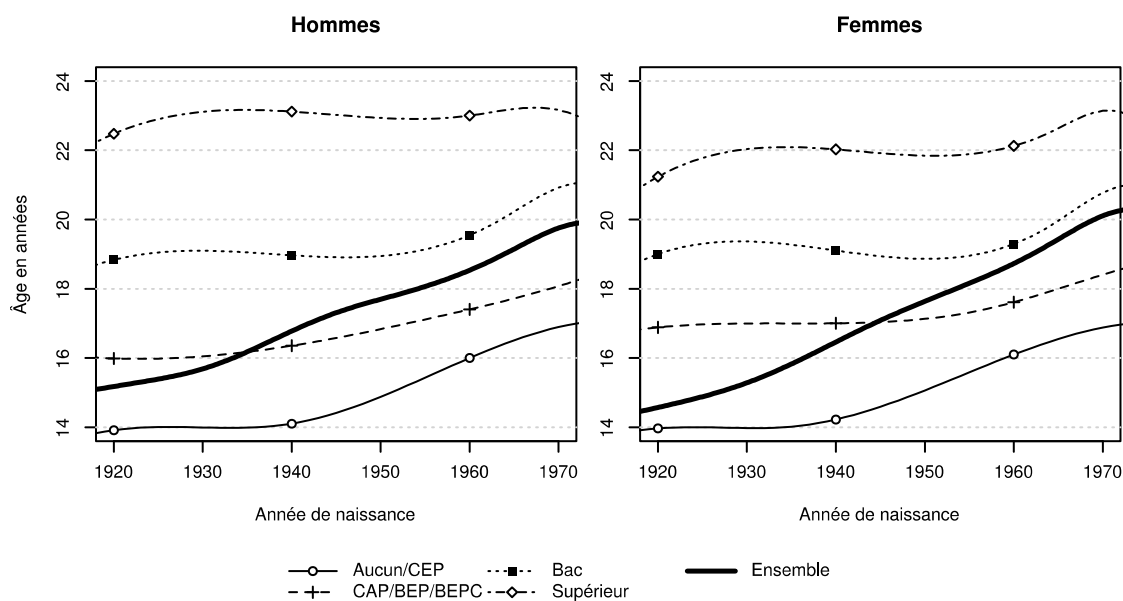 Hommes
Femmes
Âge en années
24
22
20
18
16
14
24
22
20
18
16
14
1920 1930 1940 1950 1960 1970
1920 1930 1940 1950 1960 1970
Année de naissance
Année de naissance
Aucun/CEP Bac Ensemble
CAP/BEP/BEPC Supérieur